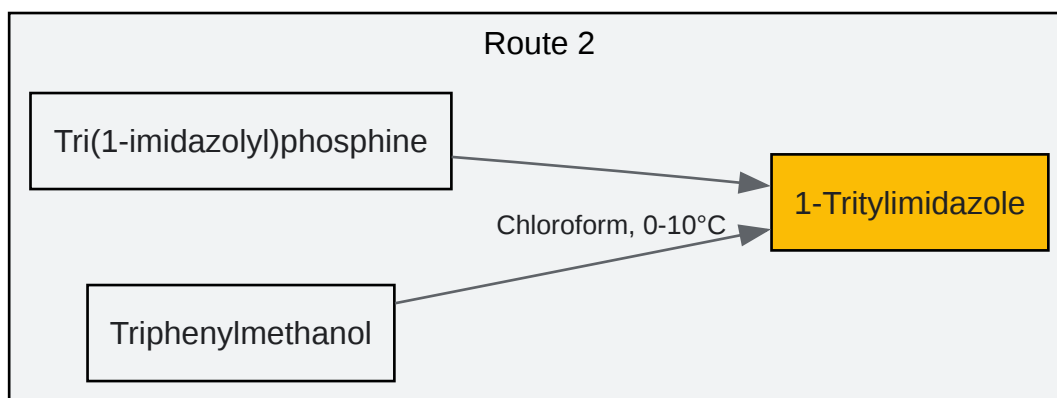 Route 2
Tri(1-imidazolyl)phosphine
1-Tritylimidazole
Chloroform, 0-10°C
Triphenylmethanol